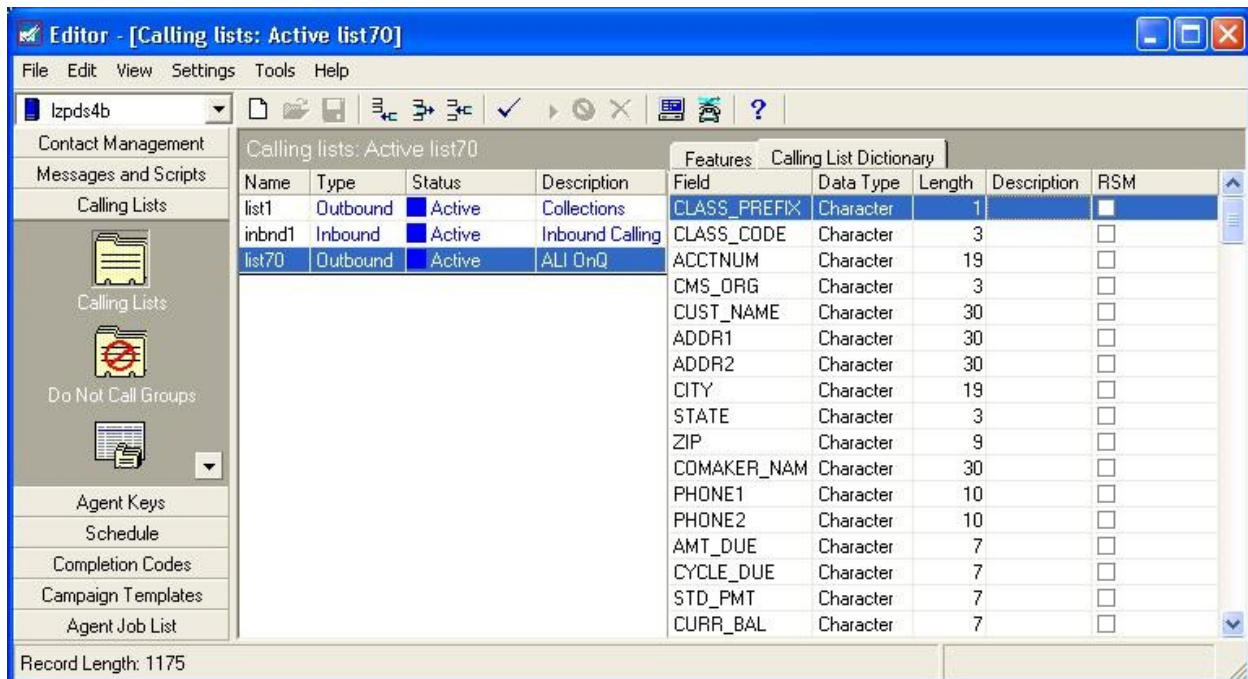 Editor - [Calling lists: Active list70]
File Edit View Settings Tools Help
lzpds4b
?
Contact Management
Messages and Scripts
Calling Lists
Calling Lists
Do Not Call Groups
Agent Keys
Schedule
Completion Codes
Campaign Templates
Agent Job List
Calling lists: Active list70
Name Type Status Description
list1 Outbound Active Collections
inbnd1 Inbound Active Inbound Calling
list70 Outbound Active ALI OnQ
Features Calling List Dictionary
Field Data Type Length Description RSM
CLASS_PREFIX Character 1
CLASS_CODE Character 3
ACCTNUM Character 19
CMS_ORG Character 3
CUST_NAME Character 30
ADDR1 Character 30
ADDR2 Character 30
CITY Character 19
STATE Character 3
ZIP Character 9
COMAKER_NAM Character 30
PHONE1 Character 10
PHONE2 Character 10
AMT_DUE Character 7
CYCLE_DUE Character 7
STD_PMT Character 7
CURR_BAL Character 7
Record Length: 1175